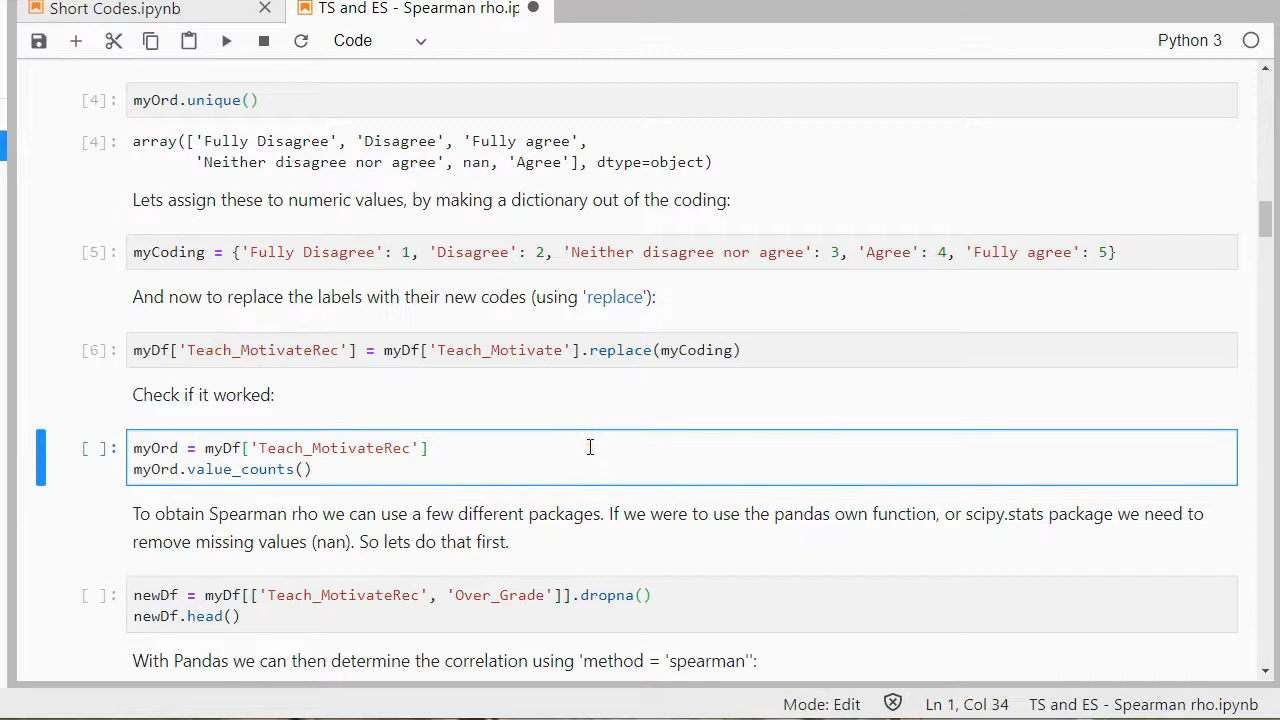 Short Codes.ipynb
TS and ES - Spearman rho.ip
Code
Python 3
[4]: myOrd.unique()
[4]: array(['Fully Disagree', 'Disagree', 'Fully agree',
'Neither disagree nor agree', nan, 'Agree'], dtype=object)
Lets assign these to numeric values, by making a dictionary out of the coding:
[5]: myCoding = {'Fully Disagree': 1, 'Disagree': 2, 'Neither disagree nor agree': 3, 'Agree': 4, 'Fully agree': 5}
And now to replace the labels with their new codes (using 'replace'):
[6]: myDf['Teach_MotivateRec'] = myDf['Teach_Motivate'].replace(myCoding)
Check if it worked:
[ ]: myOrd = myDf['Teach_MotivateRec']
myOrd.value_counts()
To obtain Spearman rho we can use a few different packages. If we were to use the pandas own function, or scipy.stats package we need to
remove missing values (nan). So lets do that first.
[ ]: newDf = myDf[['Teach_MotivateRec', 'Over_Grade']].dropna()
newDf.head()
With Pandas we can then determine the correlation using 'method = 'spearman'':
Mode: Edit
Ln 1, Col 34
TS and ES - Spearman rho.ipynb